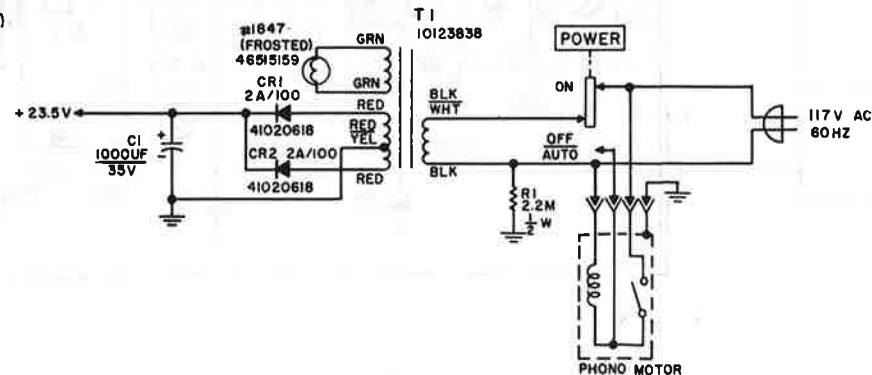 )
T1
10123838
#1847
(FROSTED)
46515159
GRN
GRN
CR1
2A/100
41020618
RED
RED
YEL
CR2 2A/100
41020618
RED
+23.5V
C1
+
-
1000UF
35V
BLK
WHT
BLK
POWER
ON
OFF
AUTO
R1
2.2M
1/2 W
117V AC
60HZ
PHONO MOTOR